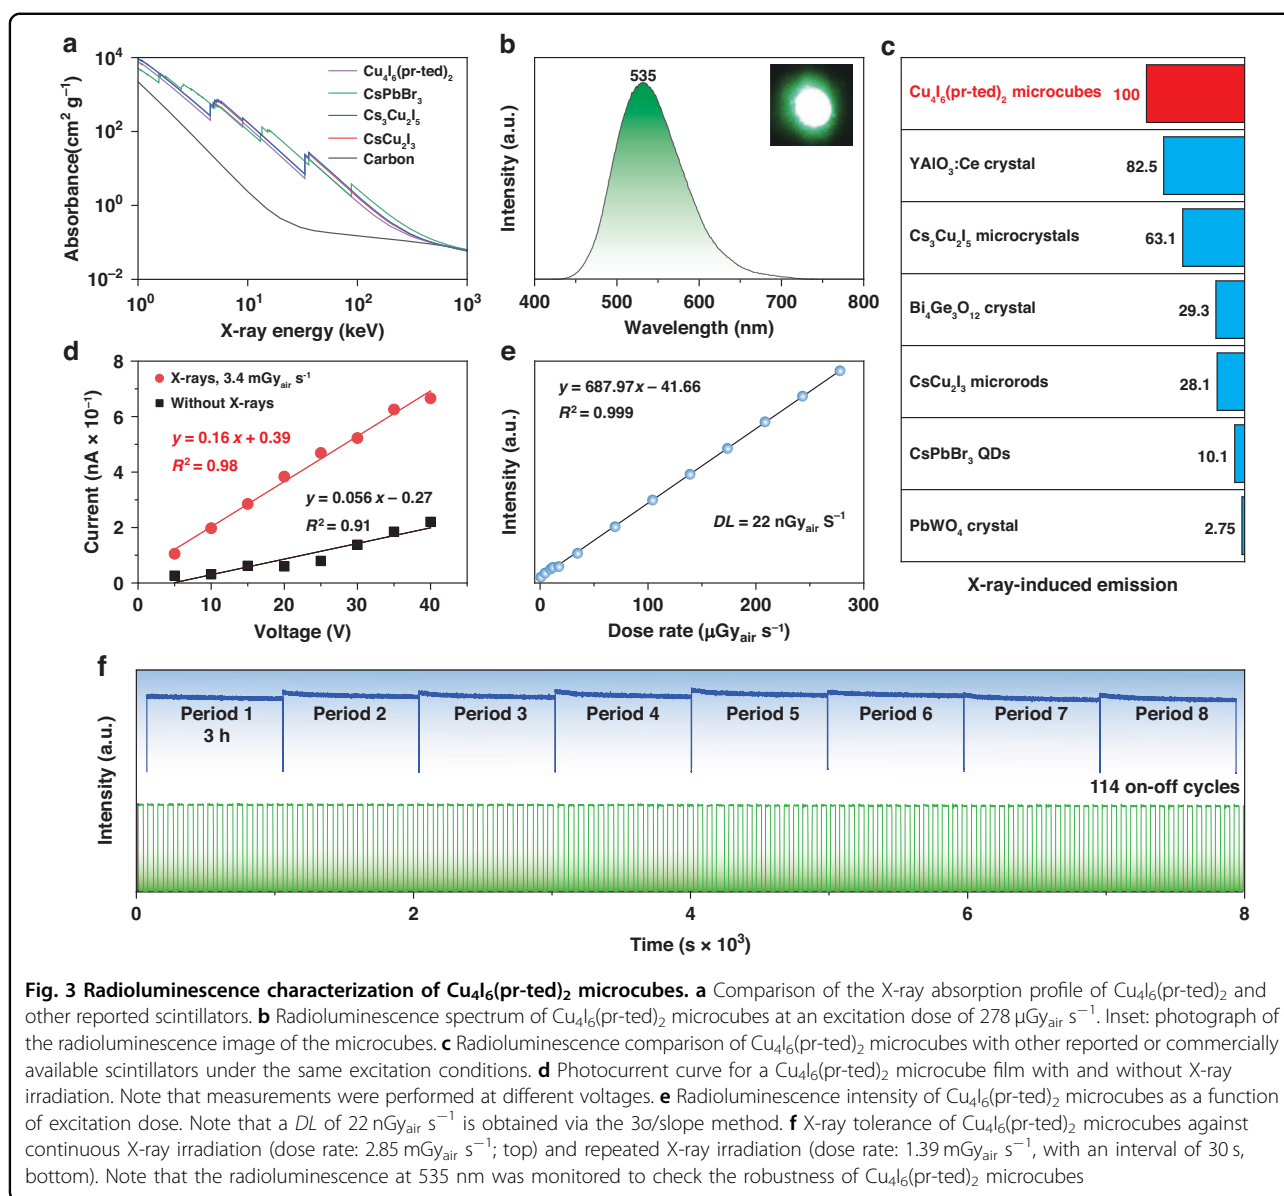 a
Absorbance(cm² g⁻¹)
10⁴
10²
10⁰
10⁻²
Cu₄I₆(pr-ted)₂
CsPbBr₃
Cs₃Cu₂I₅
CsCu₂I₃
Carbon
10⁰ 10¹ 10² 10³
X-ray energy (keV)
b
Intensity (a.u.)
535
400 500 600 700 800
Wavelength (nm)
c
Cu₄I₆(pr-ted)₂ microcubes 100
YAlO₃:Ce crystal 82.5
Cs₃Cu₂I₅ microcrystals 63.1
Bi₄Ge₃O₁₂ crystal 29.3
CsCu₂I₃ microrods 28.1
CsPbBr₃ QDs 10.1
PbWO₄ crystal 2.75
X-ray-induced emission
d
Current (nA × 10⁻¹)
8
6
4
2
0
X-rays, 3.4 mGyₐᵢᵣ s⁻¹
Without X-rays
y = 0.16 x + 0.39
R² = 0.98
y = 0.056 x – 0.27
R² = 0.91
0 10 20 30 40
Voltage (V)
e
Intensity (a.u.)
y = 687.97x – 41.66
R² = 0.999
DL = 22 nGyₐᵢᵣ S⁻¹
0 100 200 300
Dose rate (μGyₐᵢᵣ s⁻¹)
f
Intensity (a.u.)
Period 1 Period 2 Period 3 Period 4 Period 5 Period 6 Period 7 Period 8
3 h
114 on-off cycles
0 2 4 6 8
Time (s × 10³)
Fig. 3 Radioluminescence characterization of Cu₄I₆(pr-ted)₂ microcubes. a Comparison of the X-ray absorption profile of Cu₄I₆(pr-ted)₂ and
other reported scintillators. b Radioluminescence spectrum of Cu₄I₆(pr-ted)₂ microcubes at an excitation dose of 278 μGyₐᵢᵣ s⁻¹. Inset: photograph of
the radioluminescence image of the microcubes. c Radioluminescence comparison of Cu₄I₆(pr-ted)₂ microcubes with other reported or commercially
available scintillators under the same excitation conditions. d Photocurrent curve for a Cu₄I₆(pr-ted)₂ microcube film with and without X-ray
irradiation. Note that measurements were performed at different voltages. e Radioluminescence intensity of Cu₄I₆(pr-ted)₂ microcubes as a function
of excitation dose. Note that a DL of 22 nGyₐᵢᵣ s⁻¹ is obtained via the 3σ/slope method. f X-ray tolerance of Cu₄I₆(pr-ted)₂ microcubes against
continuous X-ray irradiation (dose rate: 2.85 mGyₐᵢᵣ s⁻¹; top) and repeated X-ray irradiation (dose rate: 1.39 mGyₐᵢᵣ s⁻¹, with an interval of 30 s,
bottom). Note that the radioluminescence at 535 nm was monitored to check the robustness of Cu₄I₆(pr-ted)₂ microcubes